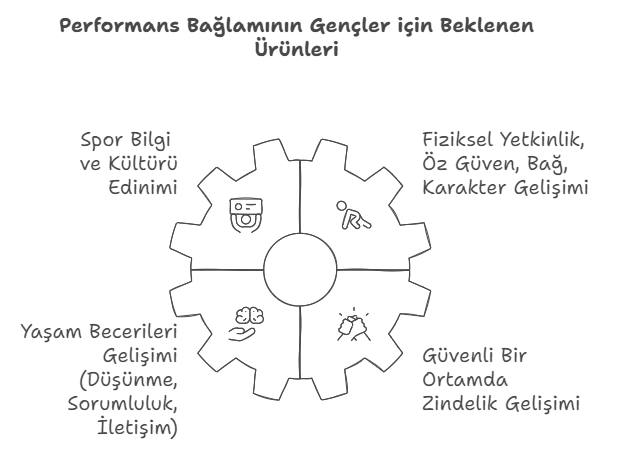 Performans Bağlamının Gençler için Beklenen
Ürünleri
Spor Bilgi
ve Kültürü
Edinimi
Fiziksel Yetkinlik,
Öz Güven, Bağ,
Karakter Gelişimi
Yaşam Becerileri
Gelişimi
(Düşünme,
Sorumluluk,
İletişim)
Güvenli Bir
Ortamda
Zindelik Gelişimi